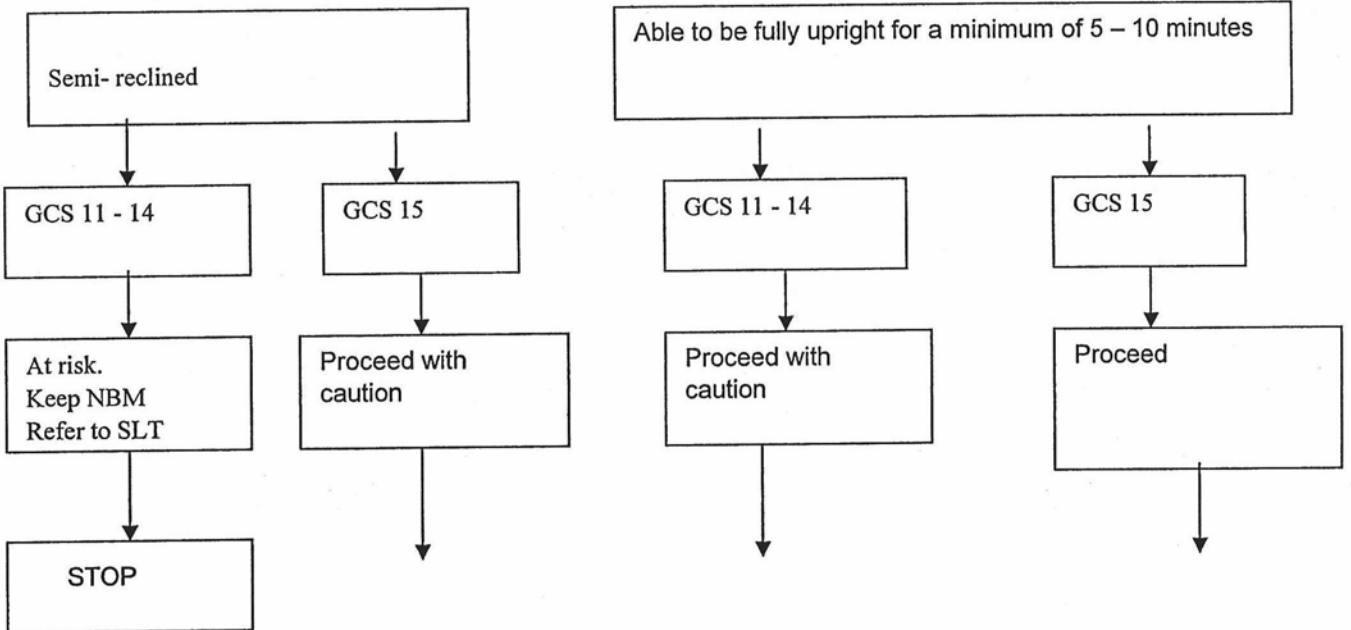 Semi- reclined
Able to be fully upright for a minimum of 5 – 10 minutes
GCS 11 - 14
GCS 15
GCS 11 - 14
GCS 15
At risk.
Keep NBM
Refer to SLT
Proceed with
caution
Proceed with
caution
Proceed
STOP